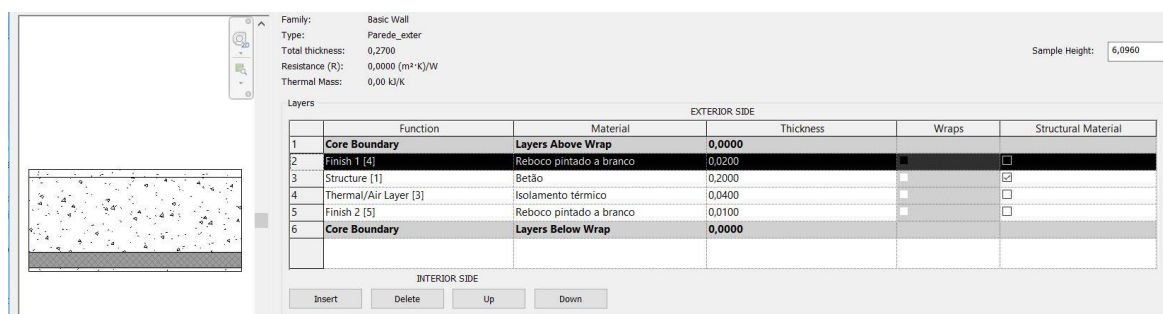 2D
Family: Basic Wall
Type: Parede_exter
Total thickness: 0,2700
Resistance (R): 0,0000 (m²·K)/W
Thermal Mass: 0,00 kJ/K
Sample Height: 6,0960
Layers
EXTERIOR SIDE
Function Material Thickness Wraps Structural Material
1 Core Boundary Layers Above Wrap 0,0000
2 Finish 1 [4] Reboco pintado a branco 0,0200
3 Structure [1] Betão 0,2000
4 Thermal/Air Layer [3] Isolamento térmico 0,0400
5 Finish 2 [5] Reboco pintado a branco 0,0100
6 Core Boundary Layers Below Wrap 0,0000
INTERIOR SIDE
Insert Delete Up Down